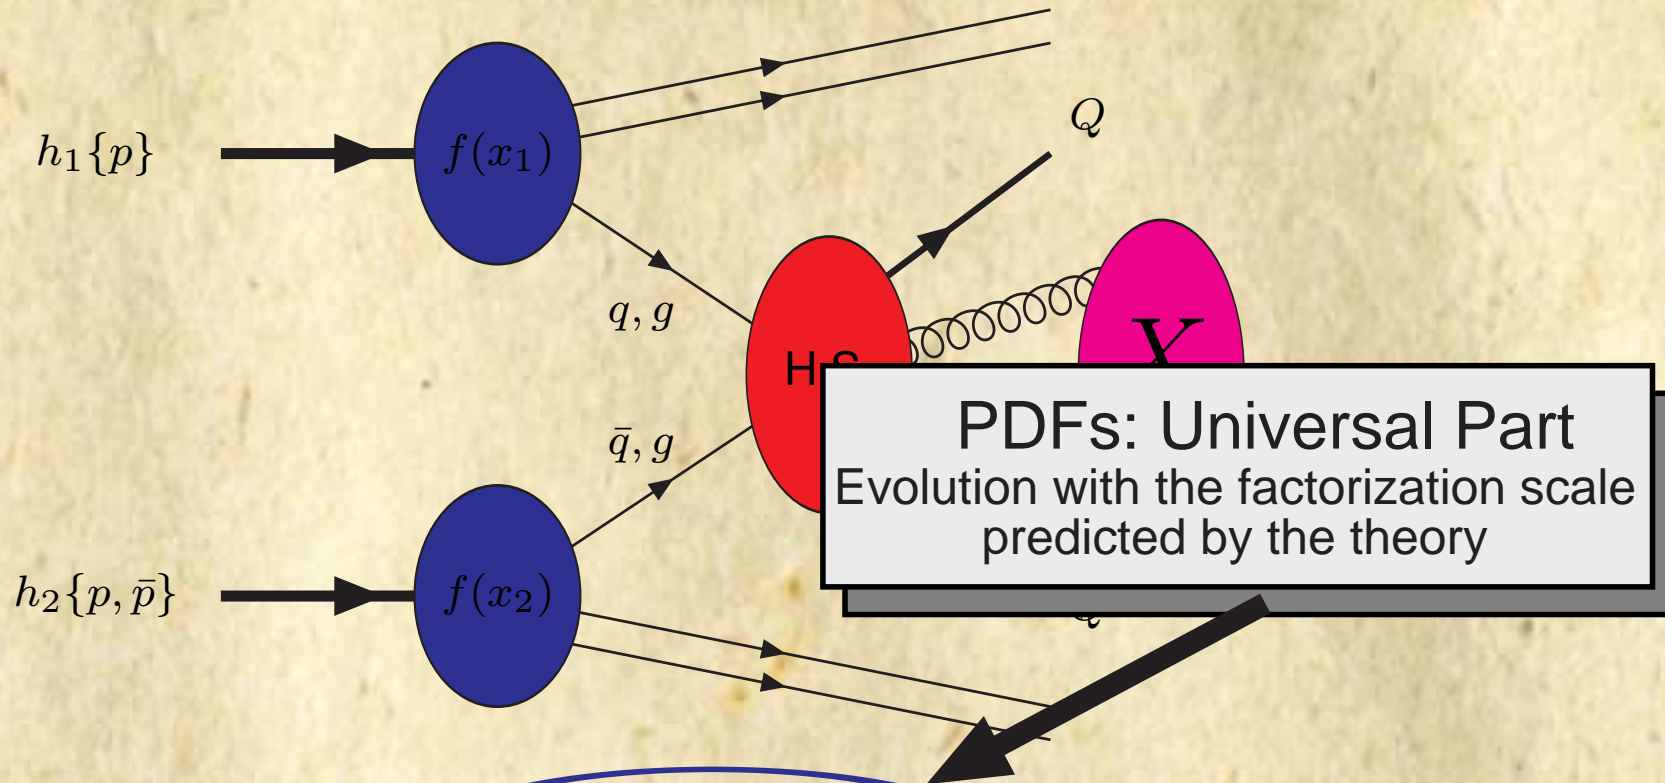 Q
h₁{p}
f(x₁)
q, g
X
H
PDFs: Universal Part
Evolution with the factorization scale
predicted by the theory
q̄, g
h₂{p, p̄}
f(x₂)